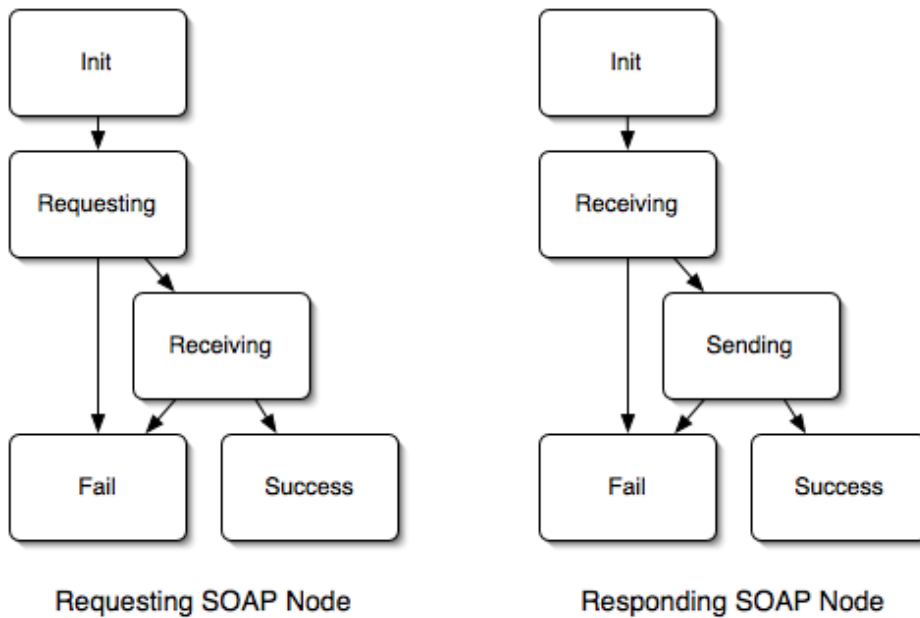 Init
Requesting
Receiving
Fail
Success
Requesting SOAP Node
Init
Receiving
Sending
Fail
Success
Responding SOAP Node